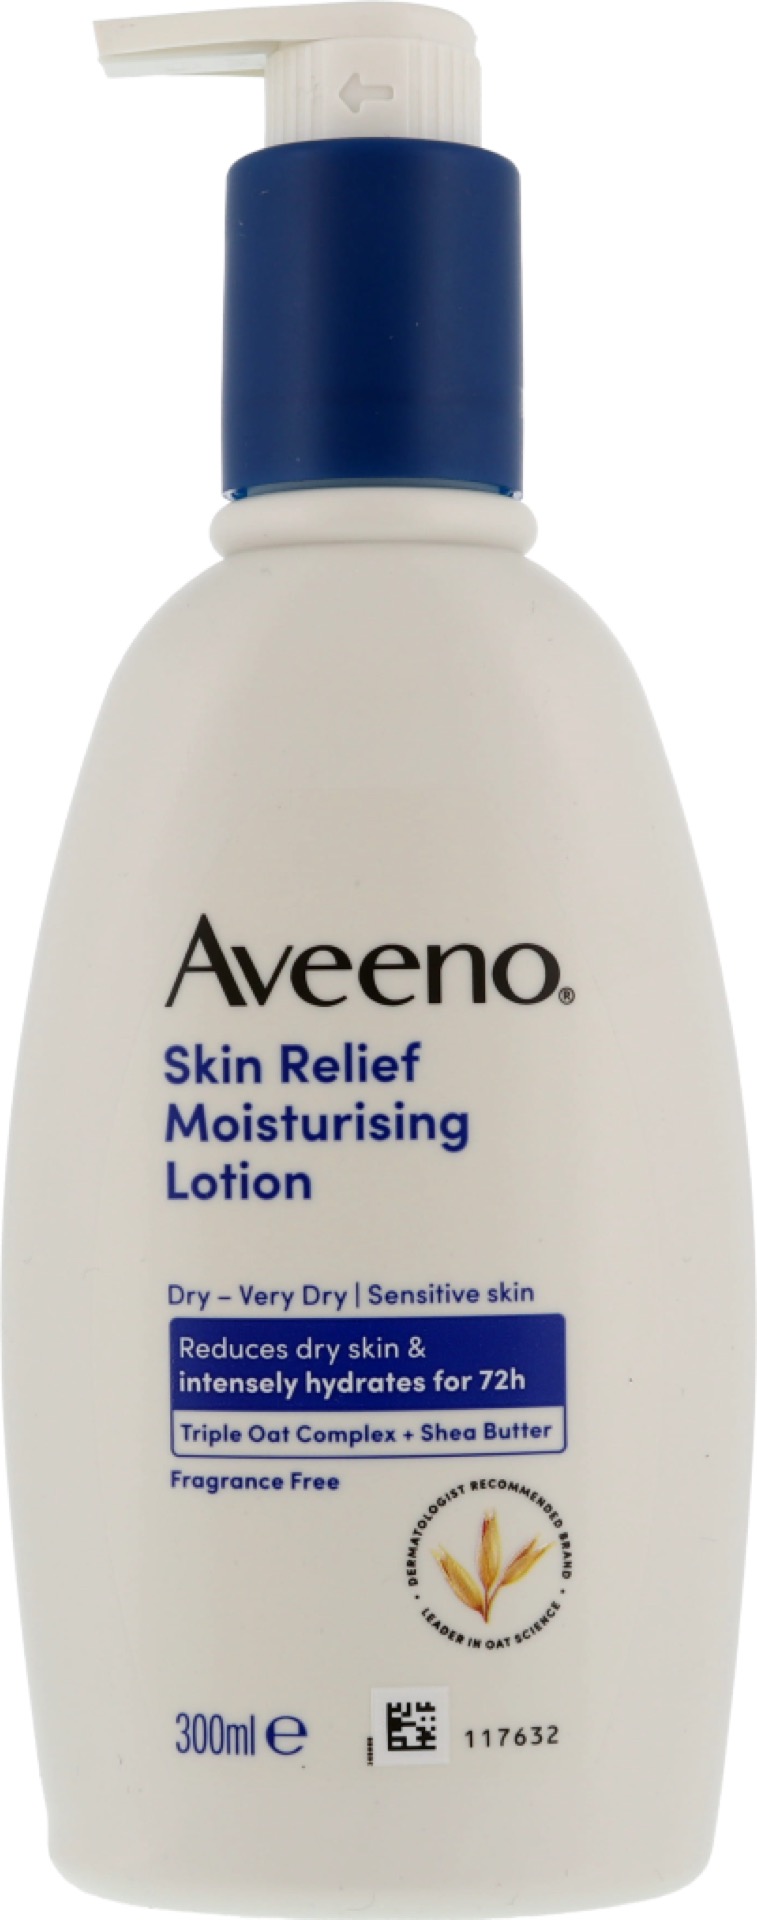 Aveeno®
Skin Relief
Moisturising
Lotion
Dry – Very Dry | Sensitive skin
Reduces dry skin &
intensely hydrates for 72h
Triple Oat Complex + Shea Butter
Fragrance Free
DERMATOLOGIST RECOMMENDED BRAND
• LEADER IN OAT SCIENCE •
300ml e
117632